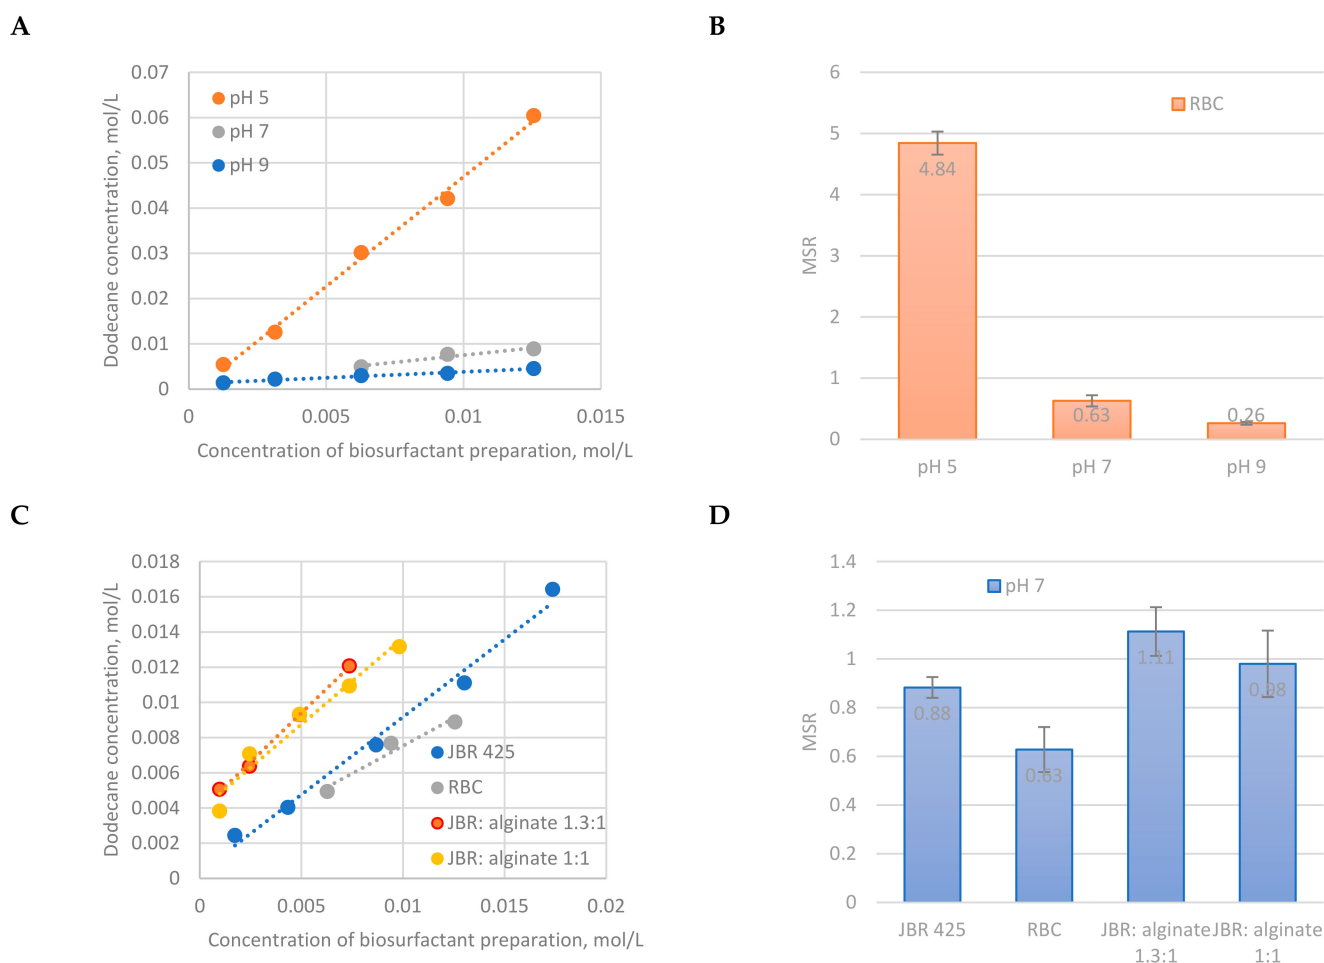 A
0.07
0.06
0.05
0.04
0.03
0.02
0.01
0
Dodecane concentration, mol/L
pH 5
pH 7
pH 9
0
0.005
0.01
0.015
Concentration of biosurfactant preparation, mol/L
B
6
5
4
3
2
1
0
MSR
RBC
4.84
0.63
0.26
pH 5
pH 7
pH 9
C
0.018
0.016
0.014
0.012
0.01
0.008
0.006
0.004
0.002
0
Dodecane concentration, mol/L
JBR 425
RBC
JBR: alginate 1.3:1
JBR: alginate 1:1
0
0.005
0.01
0.015
0.02
Concentration of biosurfactant preparation, mol/L
D
1.4
1.2
1
0.8
0.6
0.4
0.2
0
MSR
pH 7
0.88
0.63
1.11
0.98
JBR 425
RBC
JBR: alginate
1.3:1
JBR: alginate
1:1